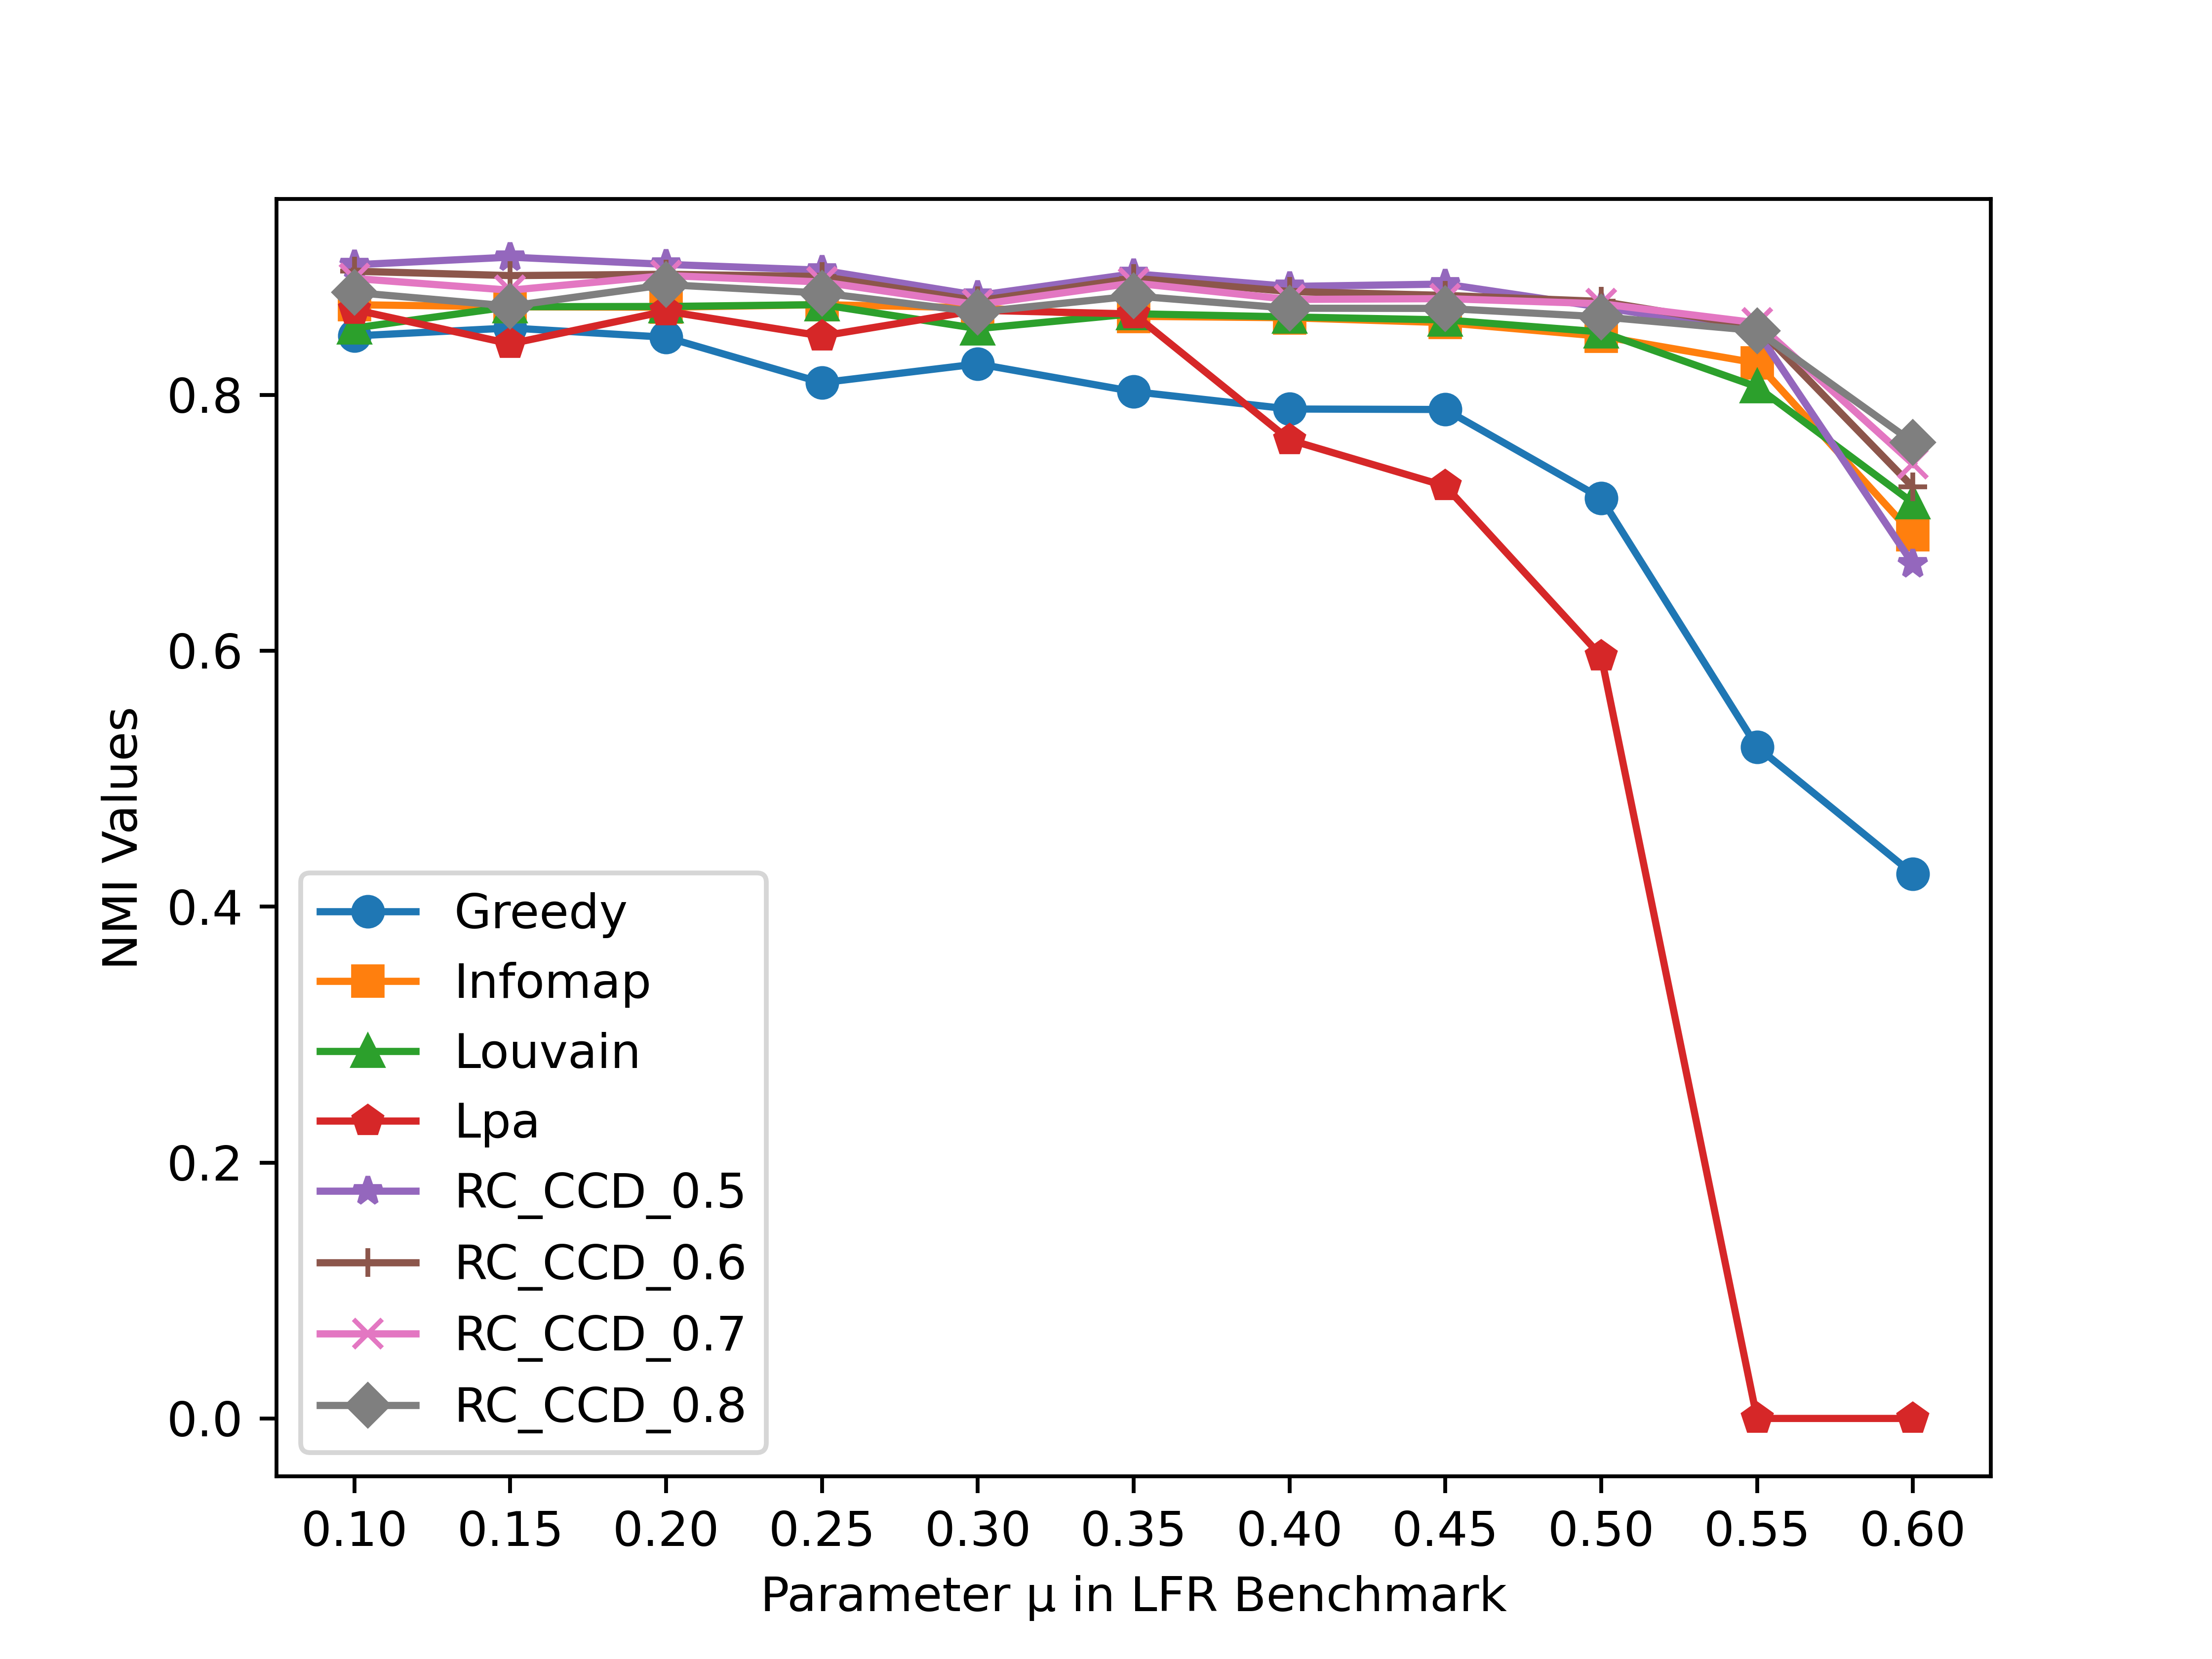 0.8
0.6
0.4
0.2
0.0
NMI Values
Greedy
Infomap
Louvain
Lpa
RC_CCD_0.5
RC_CCD_0.6
RC_CCD_0.7
RC_CCD_0.8
0.10 0.15 0.20 0.25 0.30 0.35 0.40 0.45 0.50 0.55 0.60
Parameter μ in LFR Benchmark